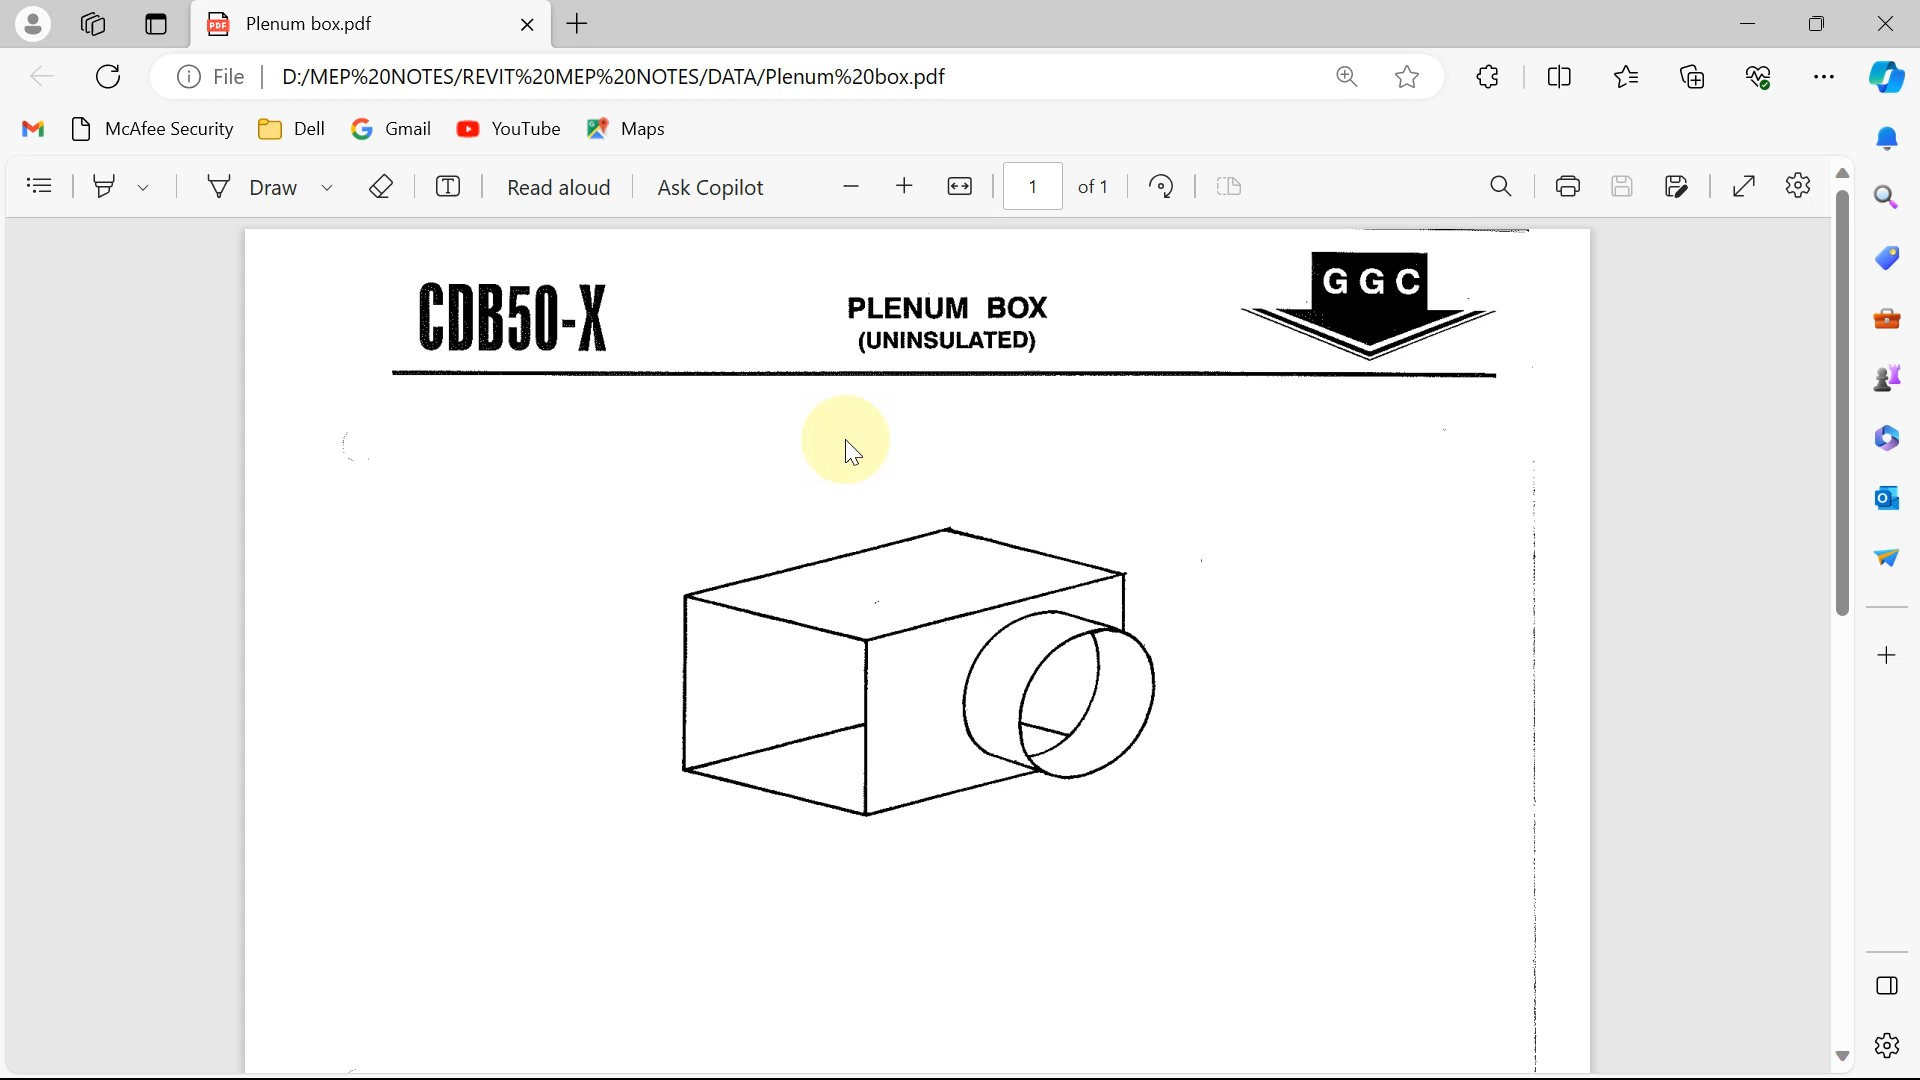 Plenum box.pdf
File
D:/MEP%20NOTES/REVIT%20MEP%20NOTES/DATA/Plenum%20box.pdf
McAfee Security
Dell
Gmail
YouTube
Maps
Draw
Read aloud
Ask Copilot
1
of 1
CDB50-X
PLENUM BOX
(UNINSULATED)
GGC